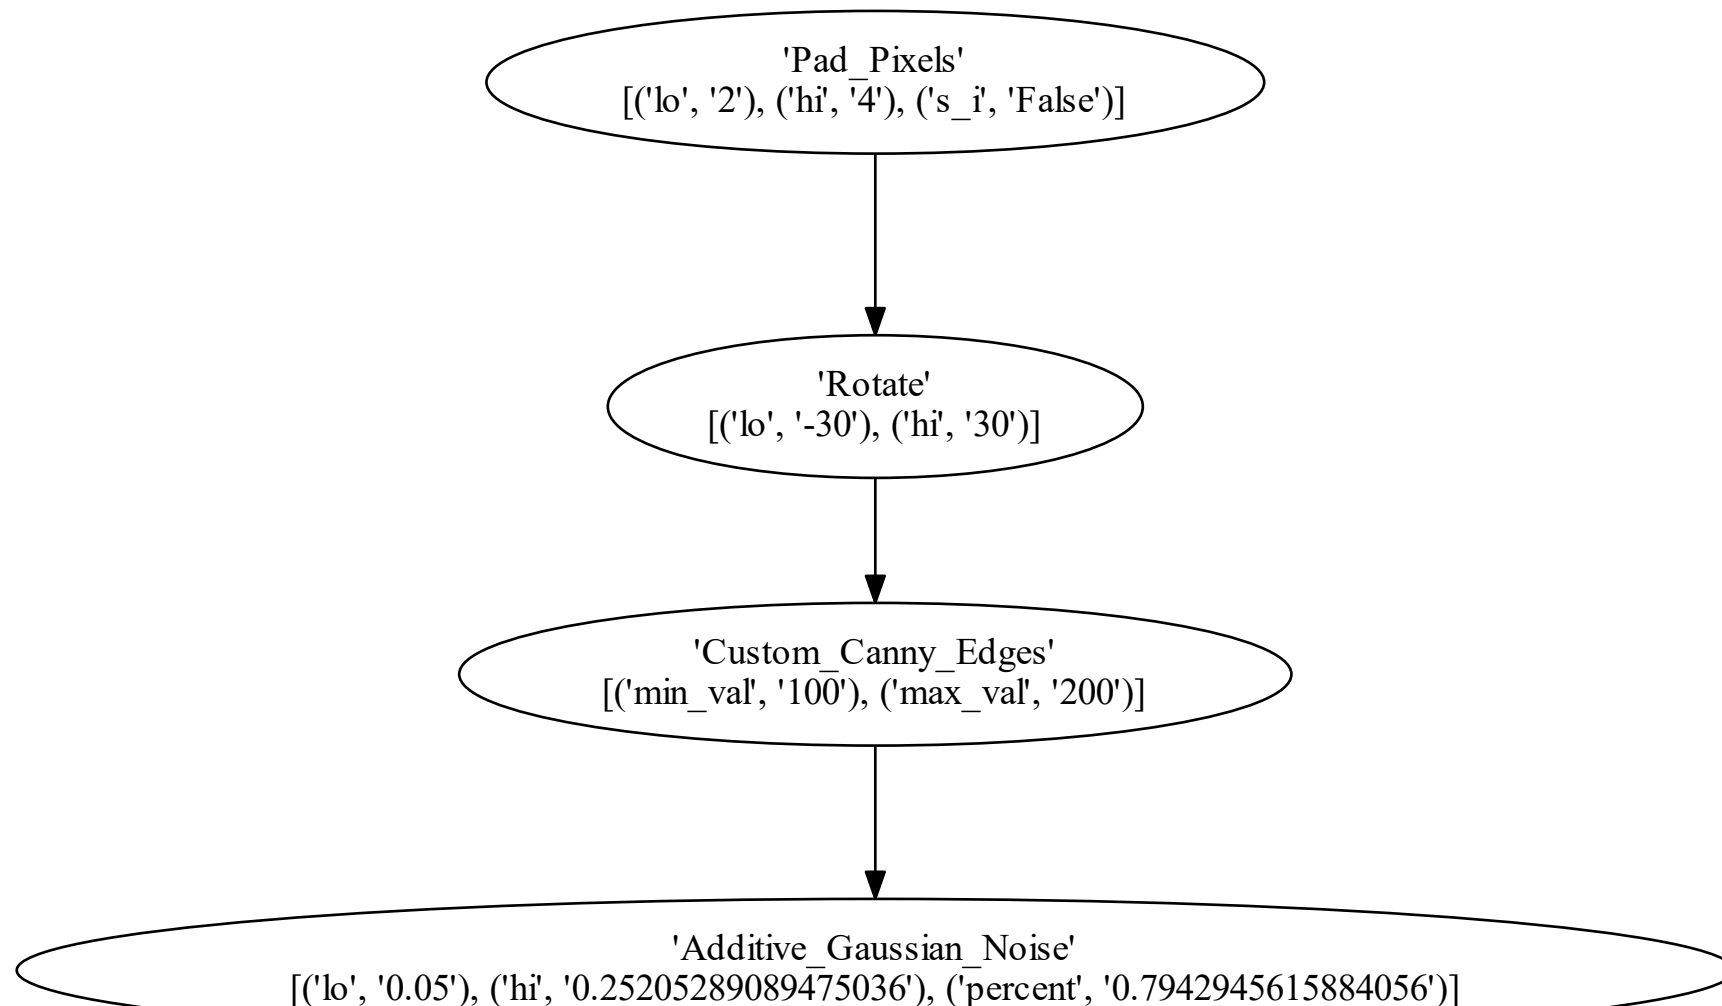 'Pad_Pixels'
[('lo', '2'), ('hi', '4'), ('s_i', 'False')]
'Rotate'
[('lo', '-30'), ('hi', '30')]
'Custom_Canny_Edges'
[('min_val', '100'), ('max_val', '200')]
'Additive_Gaussian_Noise'
[('lo', '0.05'), ('hi', '0.25205289089475036'), ('percent', '0.7942945615884056')]